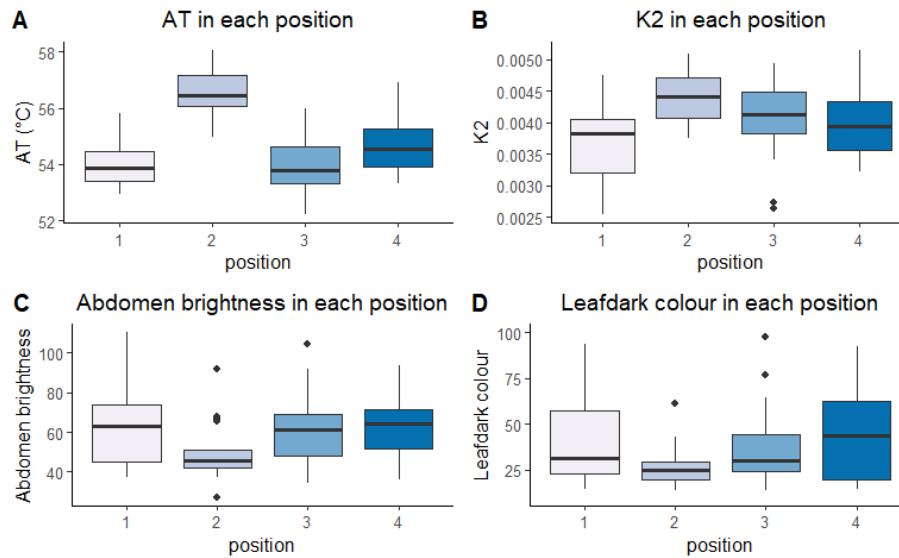 A AT in each position
AT (°C)
58
56
54
52
1 2 3 4
position
B K2 in each position
K2
0.0050
0.0045
0.0040
0.0035
0.0030
0.0025
1 2 3 4
position
C Abdomen brightness in each position
Abdomen brightness
100
80
60
40
1 2 3 4
position
D Leafdark colour in each position
Leafdark colour
100
75
50
25
1 2 3 4
position